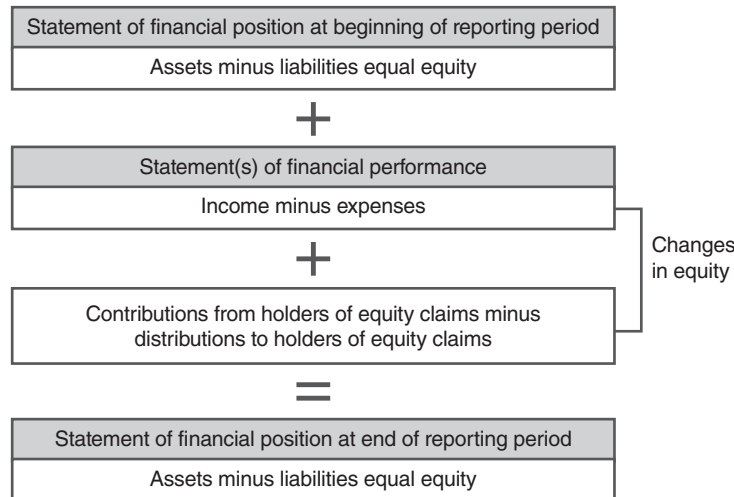 Statement of financial position at beginning of reporting period
Assets minus liabilities equal equity
+
Statement(s) of financial performance
Income minus expenses
+
Changes
in equity
Contributions from holders of equity claims minus
distributions to holders of equity claims
=
Statement of financial position at end of reporting period
Assets minus liabilities equal equity